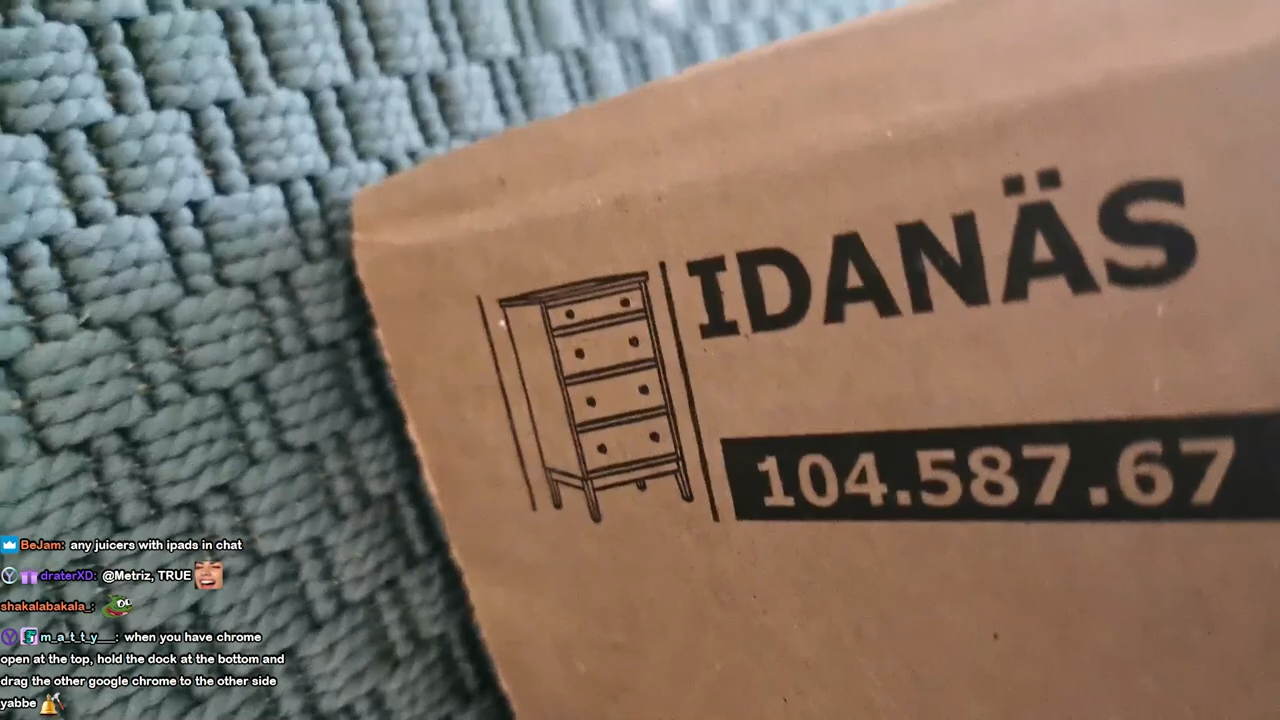 IDANÄS
104.587.67
BeJam: any juicers with ipads in chat
draterXD: @Metriz, TRUE
shakalabakala_:
m_a_t_t_y___: when you have chrome
open at the top, hold the dock at the bottom and
drag the other google chrome to the other side
yabbe